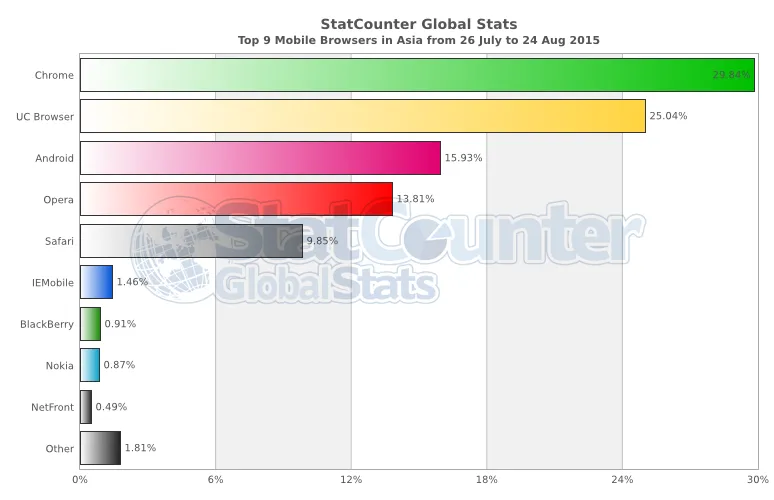 StatCounter Global Stats
Top 9 Mobile Browsers in Asia from 26 July to 24 Aug 2015
Chrome 29.84%
UC Browser 25.04%
Android 15.93%
Opera 13.81%
StatCounter
Safari 9.85%
GlobalStats
IEMobile 1.46%
BlackBerry 0.91%
Nokia 0.87%
NetFront 0.49%
Other 1.81%
0% 6% 12% 18% 24% 30%